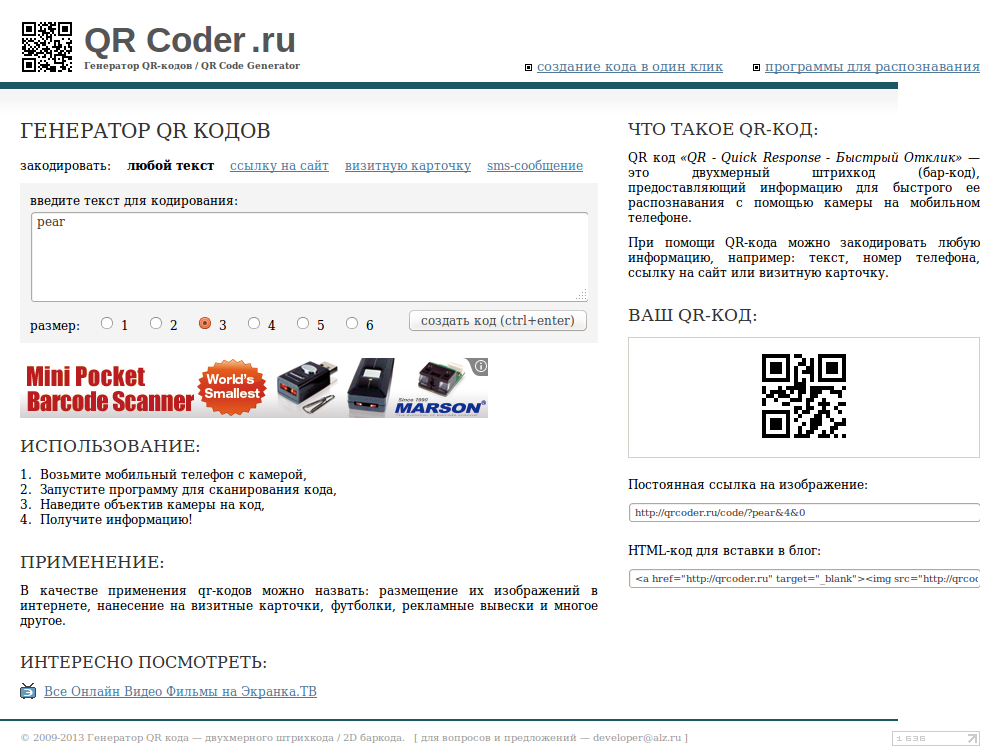 QR Coder.ru
Генератор QR-кодов / QR Code Generator
создание кода в один клик
программы для распознавания
ГЕНЕРАТОР QR КОДОВ
закодировать: любой текст ссылку на сайт визитную карточку sms-сообщение
введите текст для кодирования:
pear
размер: 1 2 3 4 5 6 создать код (ctrl+enter)
Mini Pocket
Barcode Scanner
World's
Smallest
Since 1990
MARSON
ИСПОЛЬЗОВАНИЕ:
1. Возьмите мобильный телефон с камерой,
2. Запустите программу для сканирования кода,
3. Наведите объектив камеры на код,
4. Получите информацию!
ПРИМЕНЕНИЕ:
В качестве применения qr-кодов можно назвать: размещение их изображений в
интернете, нанесение на визитные карточки, футболки, рекламные вывески и многое
другое.
ИНТЕРЕСНО ПОСМОТРЕТЬ:
Все Онлайн Видео Фильмы на Экранка.ТВ
ЧТО ТАКОЕ QR-КОД:
QR код «QR - Quick Response - Быстрый Отклик» —
это двухмерный штрихкод (бар-код),
предоставляющий информацию для быстрого ее
распознавания с помощью камеры на мобильном
телефоне.
При помощи QR-кода можно закодировать любую
информацию, например: текст, номер телефона,
ссылку на сайт или визитную карточку.
ВАШ QR-КОД:
Постоянная ссылка на изображение:
http://qrcoder.ru/code/?pear&4&0
HTML-код для вставки в блог:
<a href="http://qrcoder.ru" target="_blank"><img src="http://qrcod
© 2009-2013 Генератор QR кода — двухмерного штрихкода / 2D баркода. [ для вопросов и предложений — developer@alz.ru ]
1636